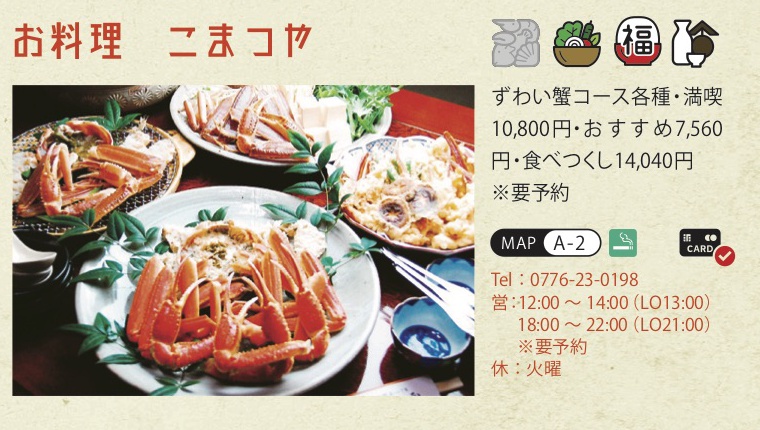 お料理 こまつや
福
ずわい蟹コース各種・満喫
10,800円・おすすめ7,560
円・食べつくし14,040円
※要予約
MAP A-2
CARD
Tel：0776-23-0198
営：12:00 〜 14:00（LO13:00）
18:00 〜 22:00（LO21:00）
※要予約
休：火曜